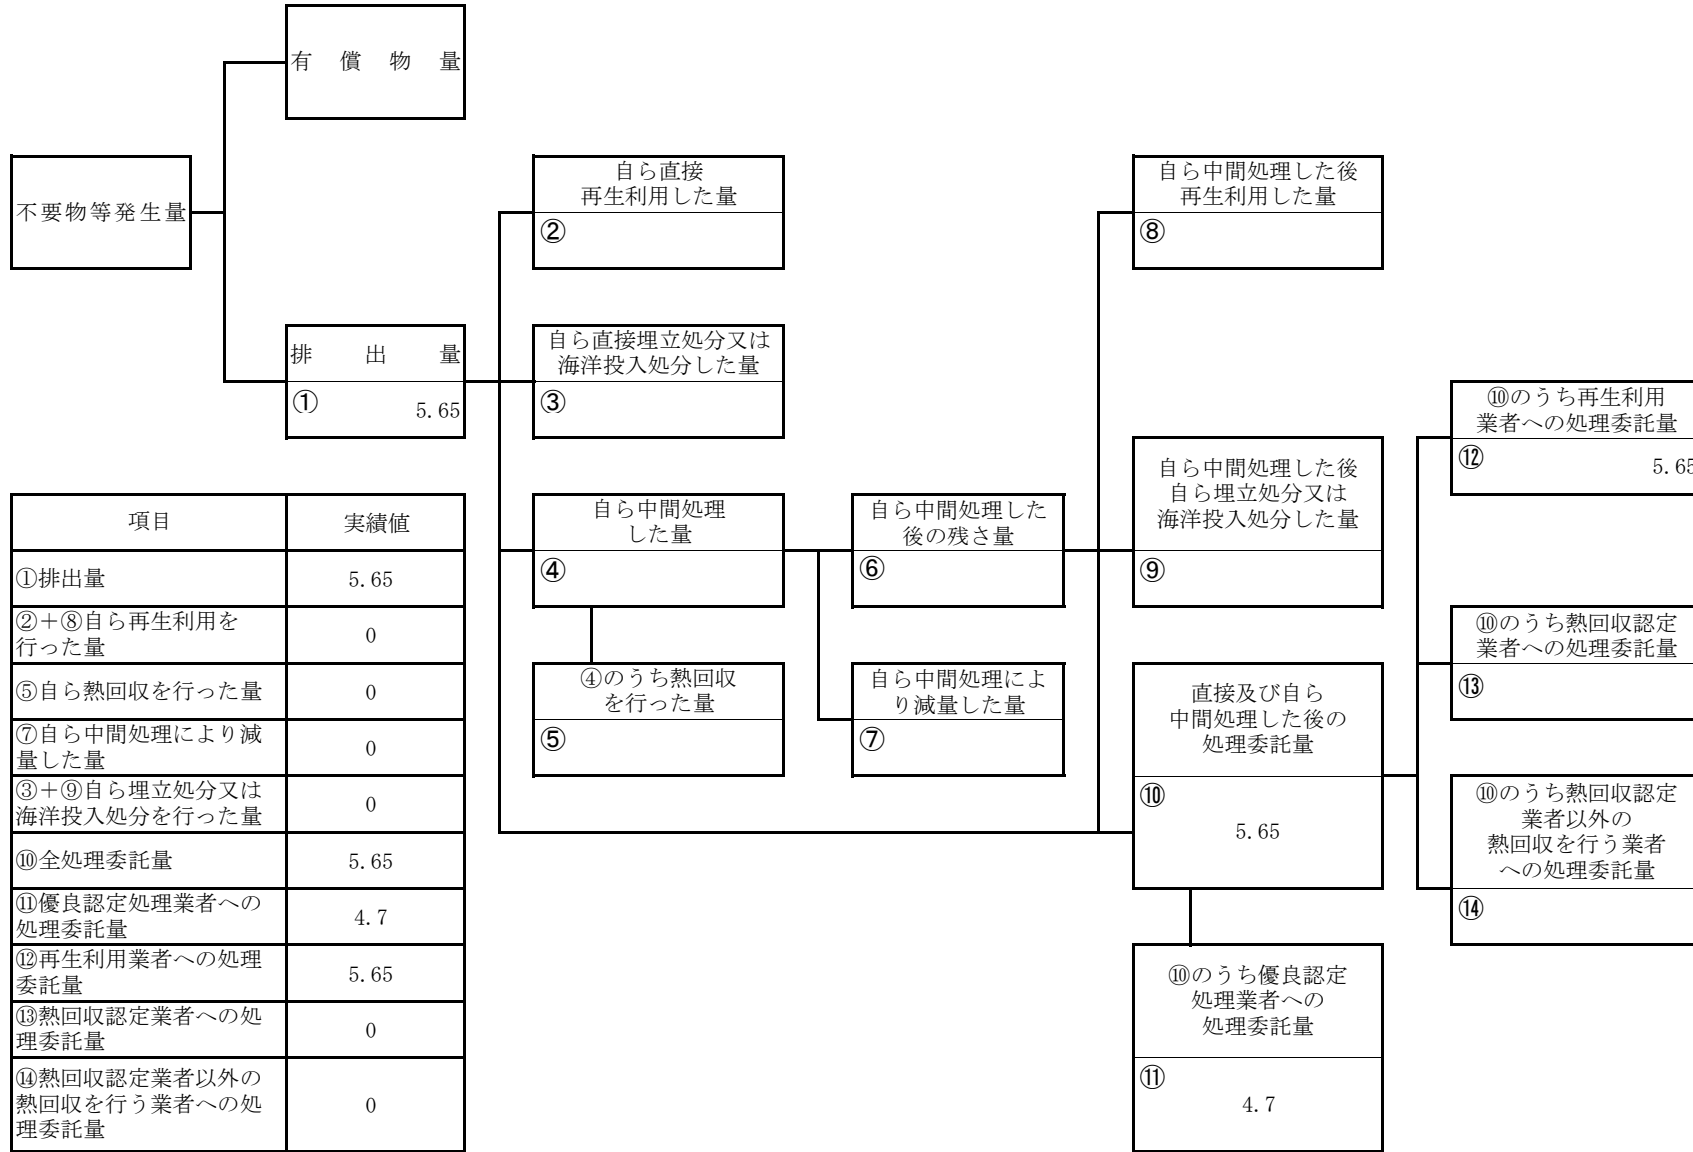 有償物量
不要物等発生量
排出量
①
5.65
自ら直接
再生利用した量
②
自ら直接埋立処分又は
海洋投入処分した量
③
自ら中間処理
した量
④
④のうち熱回収
を行った量
⑤
自ら中間処理した
後の残さ量
⑥
自ら中間処理によ
り減量した量
⑦
自ら中間処理した後
再生利用した量
⑧
自ら中間処理した後
自ら埋立処分又は
海洋投入処分した量
⑨
直接及び自ら
中間処理した後の
処理委託量
⑩
5.65
⑩のうち優良認定
処理業者への
処理委託量
⑪
4.7
⑩のうち再生利用
業者への処理委託量
⑫
5.65
⑩のうち熱回収認定
業者への処理委託量
⑬
⑩のうち熱回収認定
業者以外の
熱回収を行う業者
への処理委託量
⑭
項目 実績値
①排出量 5.65
②＋⑧自ら再生利用を
行った量 0
⑤自ら熱回収を行った量 0
⑦自ら中間処理により減
量した量 0
③＋⑨自ら埋立処分又は
海洋投入処分を行った量 0
⑩全処理委託量 5.65
⑪優良認定処理業者への
処理委託量 4.7
⑫再生利用業者への処理
委託量 5.65
⑬熱回収認定業者への処
理委託量 0
⑭熱回収認定業者以外の
熱回収を行う業者への処
理委託量 0